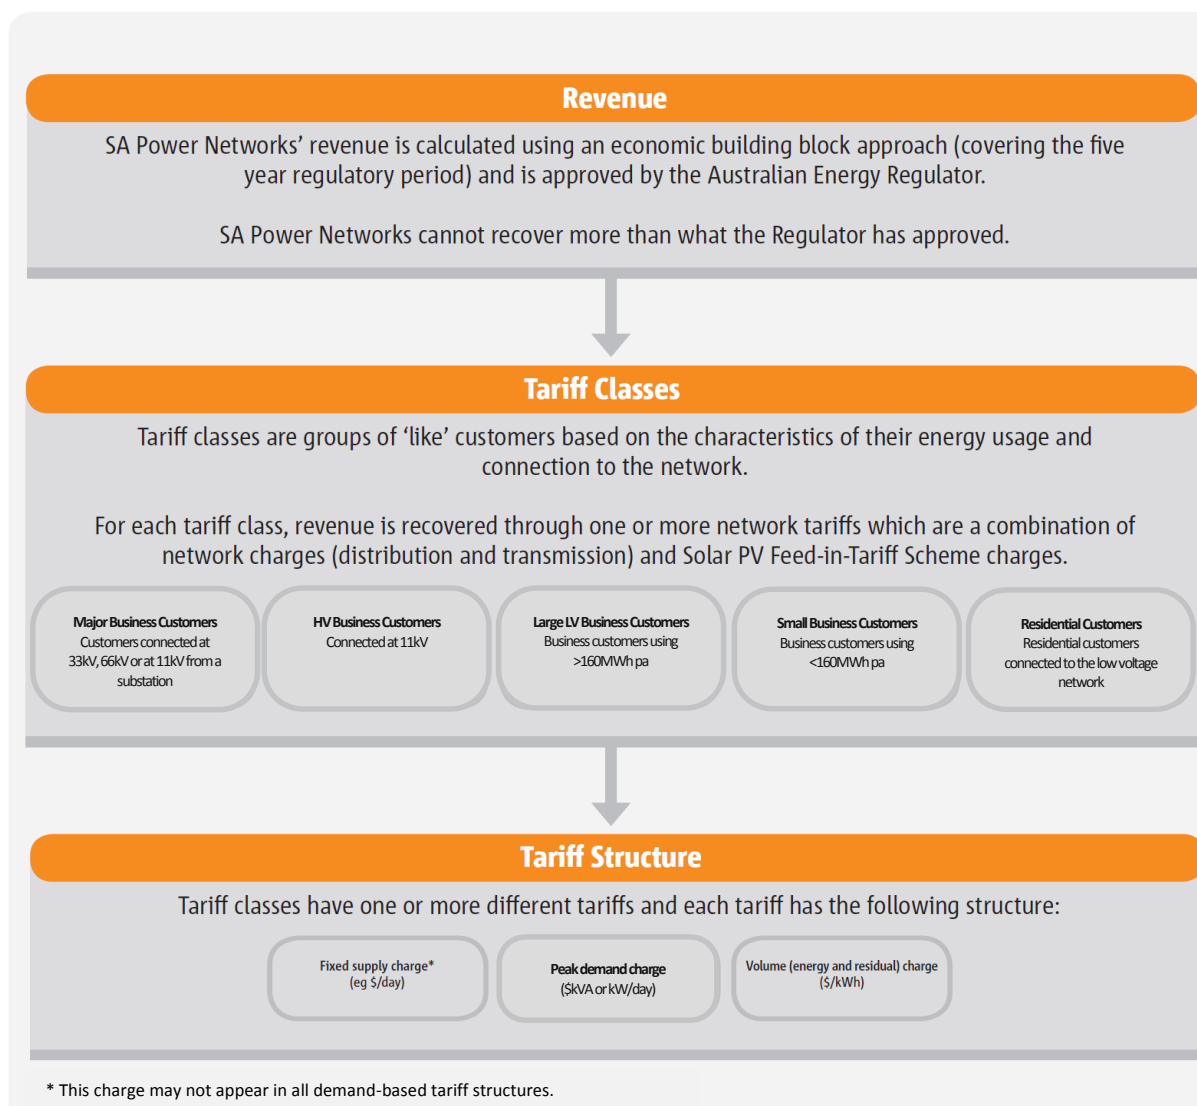 Revenue
SA Power Networks’ revenue is calculated using an economic building block approach (covering the five
year regulatory period) and is approved by the Australian Energy Regulator.
SA Power Networks cannot recover more than what the Regulator has approved.
Tariff Classes
Tariff classes are groups of ‘like’ customers based on the characteristics of their energy usage and
connection to the network.
For each tariff class, revenue is recovered through one or more network tariffs which are a combination of
network charges (distribution and transmission) and Solar PV Feed-in-Tariff Scheme charges.
Major Business Customers
Customers connected at
33kV, 66kV or at 11kV from a
substation
HV Business Customers
Connected at 11kV
Large LV Business Customers
Business customers using
>160MWh pa
Small Business Customers
Business customers using
<160MWh pa
Residential Customers
Residential customers
connected to the low voltage
network
Tariff Structure
Tariff classes have one or more different tariffs and each tariff has the following structure:
Fixed supply charge*
(eg $/day)
Peak demand charge
($kVA or kW/day)
Volume (energy and residual) charge
($/kWh)
* This charge may not appear in all demand-based tariff structures.